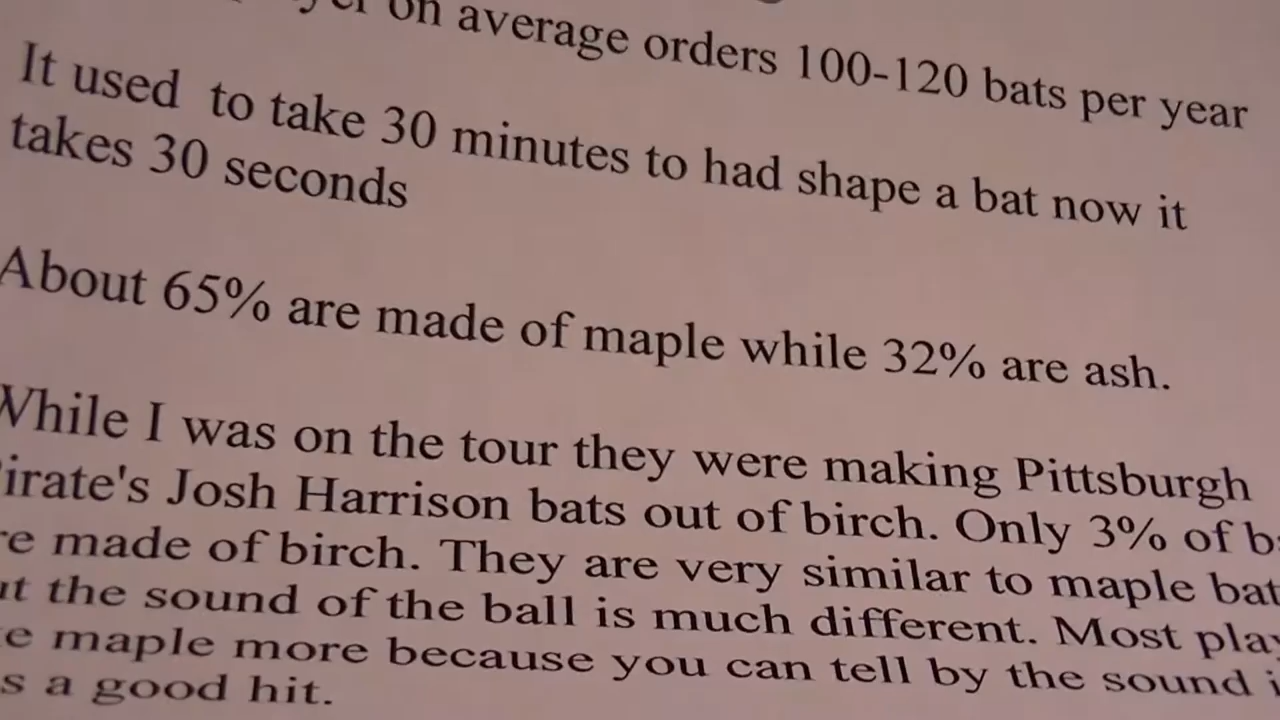 on average orders 100-120 bats per year
It used to take 30 minutes to had shape a bat now it
takes 30 seconds
About 65% are made of maple while 32% are ash.
While I was on the tour they were making Pittsburgh
irate's Josh Harrison bats out of birch. Only 3% of
made of birch. They are very similar to maple bat
the sound of the ball is much different. Most
maple more because you can tell by the sound
a good hit.